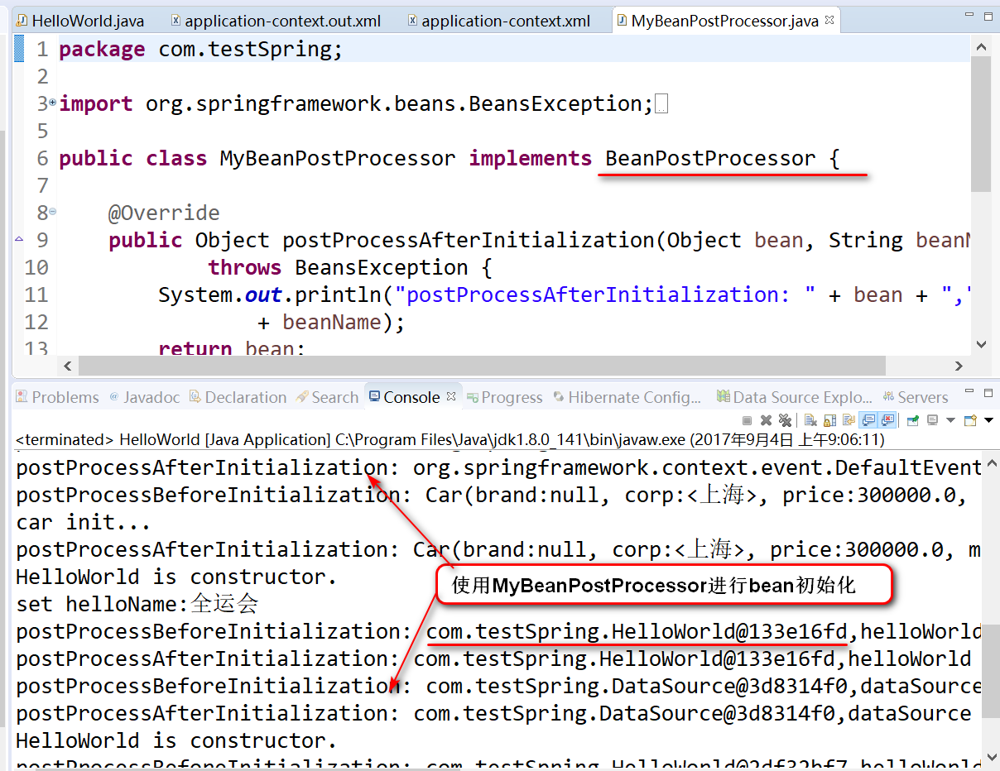 HelloWorld.java application-context.out.xml application-context.xml MyBeanPostProcessor.java
1 package com.testSpring;
2
3 import org.springframework.beans.BeansException;
5
6 public class MyBeanPostProcessor implements BeanPostProcessor {
7
8 @Override
9 public Object postProcessAfterInitialization(Object bean, String bean
10 throws BeansException {
11 System.out.println("postProcessAfterInitialization: " + bean + ","
12 + beanName);
13 return bean;
Problems Javadoc Declaration Search Console Progress Hibernate Config... Data Source Explo... Servers
<terminated> HelloWorld [Java Application] C:\Program Files\Java\jdk1.8.0_141\bin\javaw.exe (2017年9月4日 上午9:06:11)
postProcessAfterInitialization: org.springframework.context.event.DefaultEvent
postProcessBeforeInitialization: Car(brand:null, corp:<上海>, price:300000.0,
car init...
postProcessAfterInitialization: Car(brand:null, corp:<上海>, price:300000.0, m
HelloWorld is constructor.
使用MyBeanPostProcessor进行bean初始化
set helloName:全运会
postProcessBeforeInitialization: com.testSpring.HelloWorld@133e16fd,helloWorld
postProcessAfterInitialization: com.testSpring.HelloWorld@133e16fd,helloWorld
postProcessBeforeInitialization: com.testSpring.DataSource@3d8314f0,dataSource
postProcessAfterInitialization: com.testSpring.DataSource@3d8314f0,dataSource
HelloWorld is constructor.
postProcessBeforeInitialization: com.testSpring.HelloWorld@2df32bf7,helloWorld